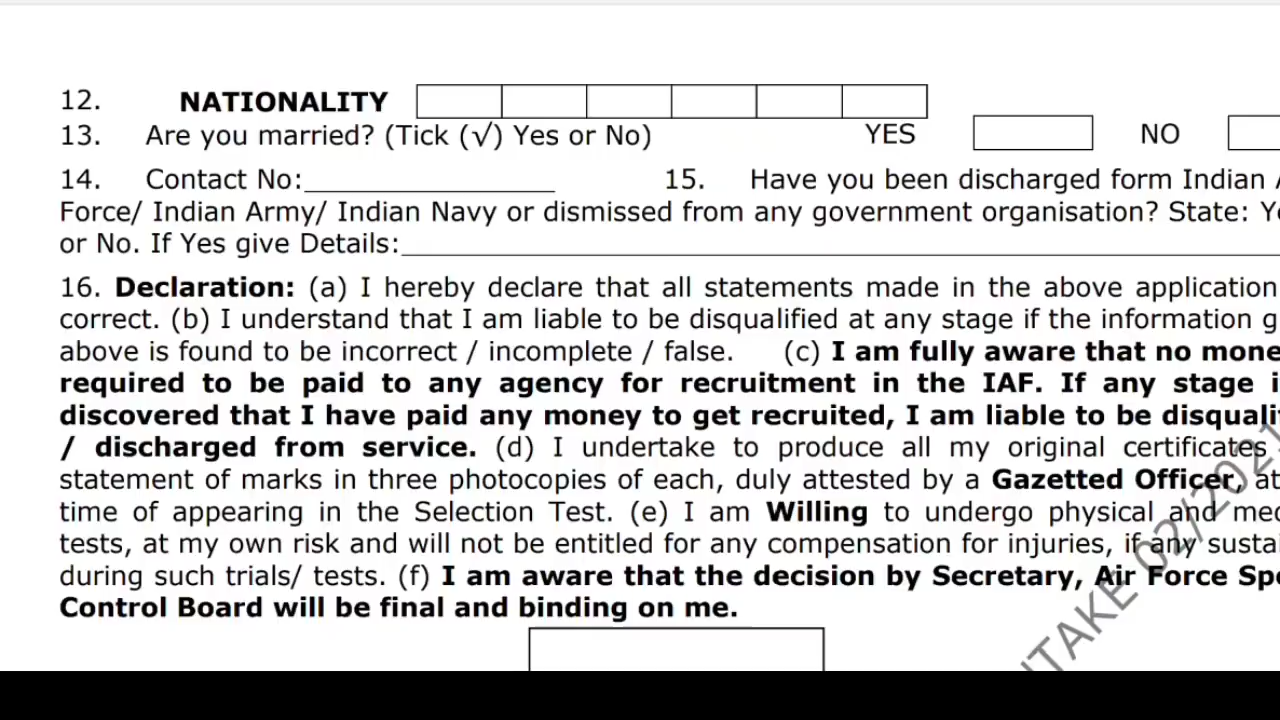 12. NATIONALITY
13. Are you married? (Tick (√) Yes or No) YES NO
14. Contact No: 15. Have you been discharged form Indian
Force/ Indian Army/ Indian Navy or dismissed from any government organisation? State:
or No. If Yes give Details:
16. Declaration: (a) I hereby declare that all statements made in the above application
correct. (b) I understand that I am liable to be disqualified at any stage if the information
above is found to be incorrect / incomplete / false. (c) I am fully aware that no
required to be paid to any agency for recruitment in the IAF. If any stage
discovered that I have paid any money to get recruited, I am liable to be
/ discharged from service. (d) I undertake to produce all my original certificates
statement of marks in three photocopies of each, duly attested by a Gazetted Officer, at
time of appearing in the Selection Test. (e) I am Willing to undergo physical and
tests, at my own risk and will not be entitled for any compensation for injuries, if any
during such trials/ tests. (f) I am aware that the decision by Secretary, Air Force
Control Board will be final and binding on me.
02/2021